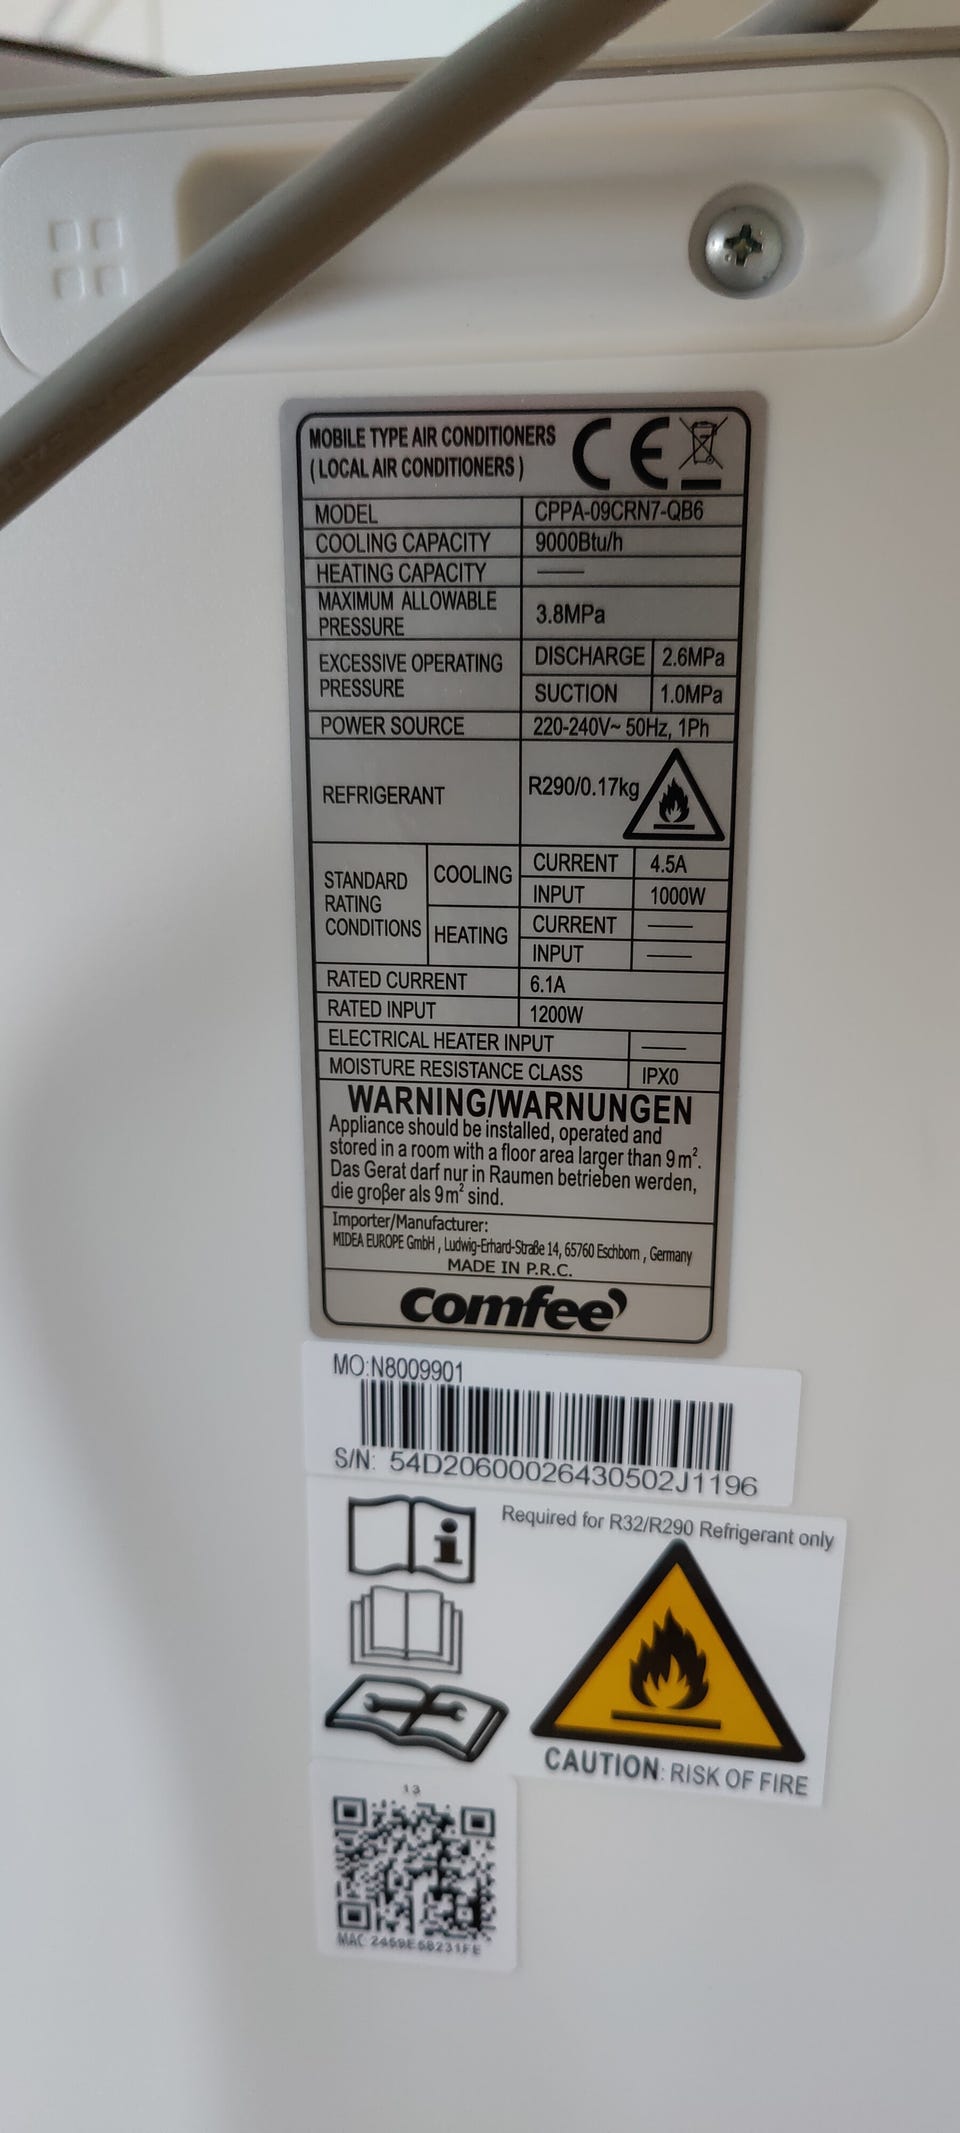 MOBILE TYPE AIR CONDITIONERS
( LOCAL AIR CONDITIONERS )
CE
MODEL CPPA-09CRN7-QB6
COOLING CAPACITY 9000Btu/h
HEATING CAPACITY ——
MAXIMUM ALLOWABLE
PRESSURE 3.8MPa
EXCESSIVE OPERATING
PRESSURE
DISCHARGE 2.6MPa
SUCTION 1.0MPa
POWER SOURCE 220-240V~ 50Hz, 1Ph
REFRIGERANT R290/0.17kg
STANDARD
RATING
CONDITIONS
COOLING
CURRENT 4.5A
INPUT 1000W
HEATING
CURRENT ——
INPUT ——
RATED CURRENT 6.1A
RATED INPUT 1200W
ELECTRICAL HEATER INPUT ——
MOISTURE RESISTANCE CLASS IPX0
WARNING/WARNUNGEN
Appliance should be installed, operated and
stored in a room with a floor area larger than 9m².
Das Gerat darf nur in Raumen betrieben werden,
die großer als 9m² sind.
Importer/Manufacturer:
MIDEA EUROPE GmbH , Ludwig-Erhard-Straße 14, 65760 Eschborn , Germany
MADE IN P.R.C.
comfee'
MO:N8009901
S/N: 54D20600026430502J1196
Required for R32/R290 Refrigerant only
CAUTION: RISK OF FIRE
13
MAC:2459E58231FE